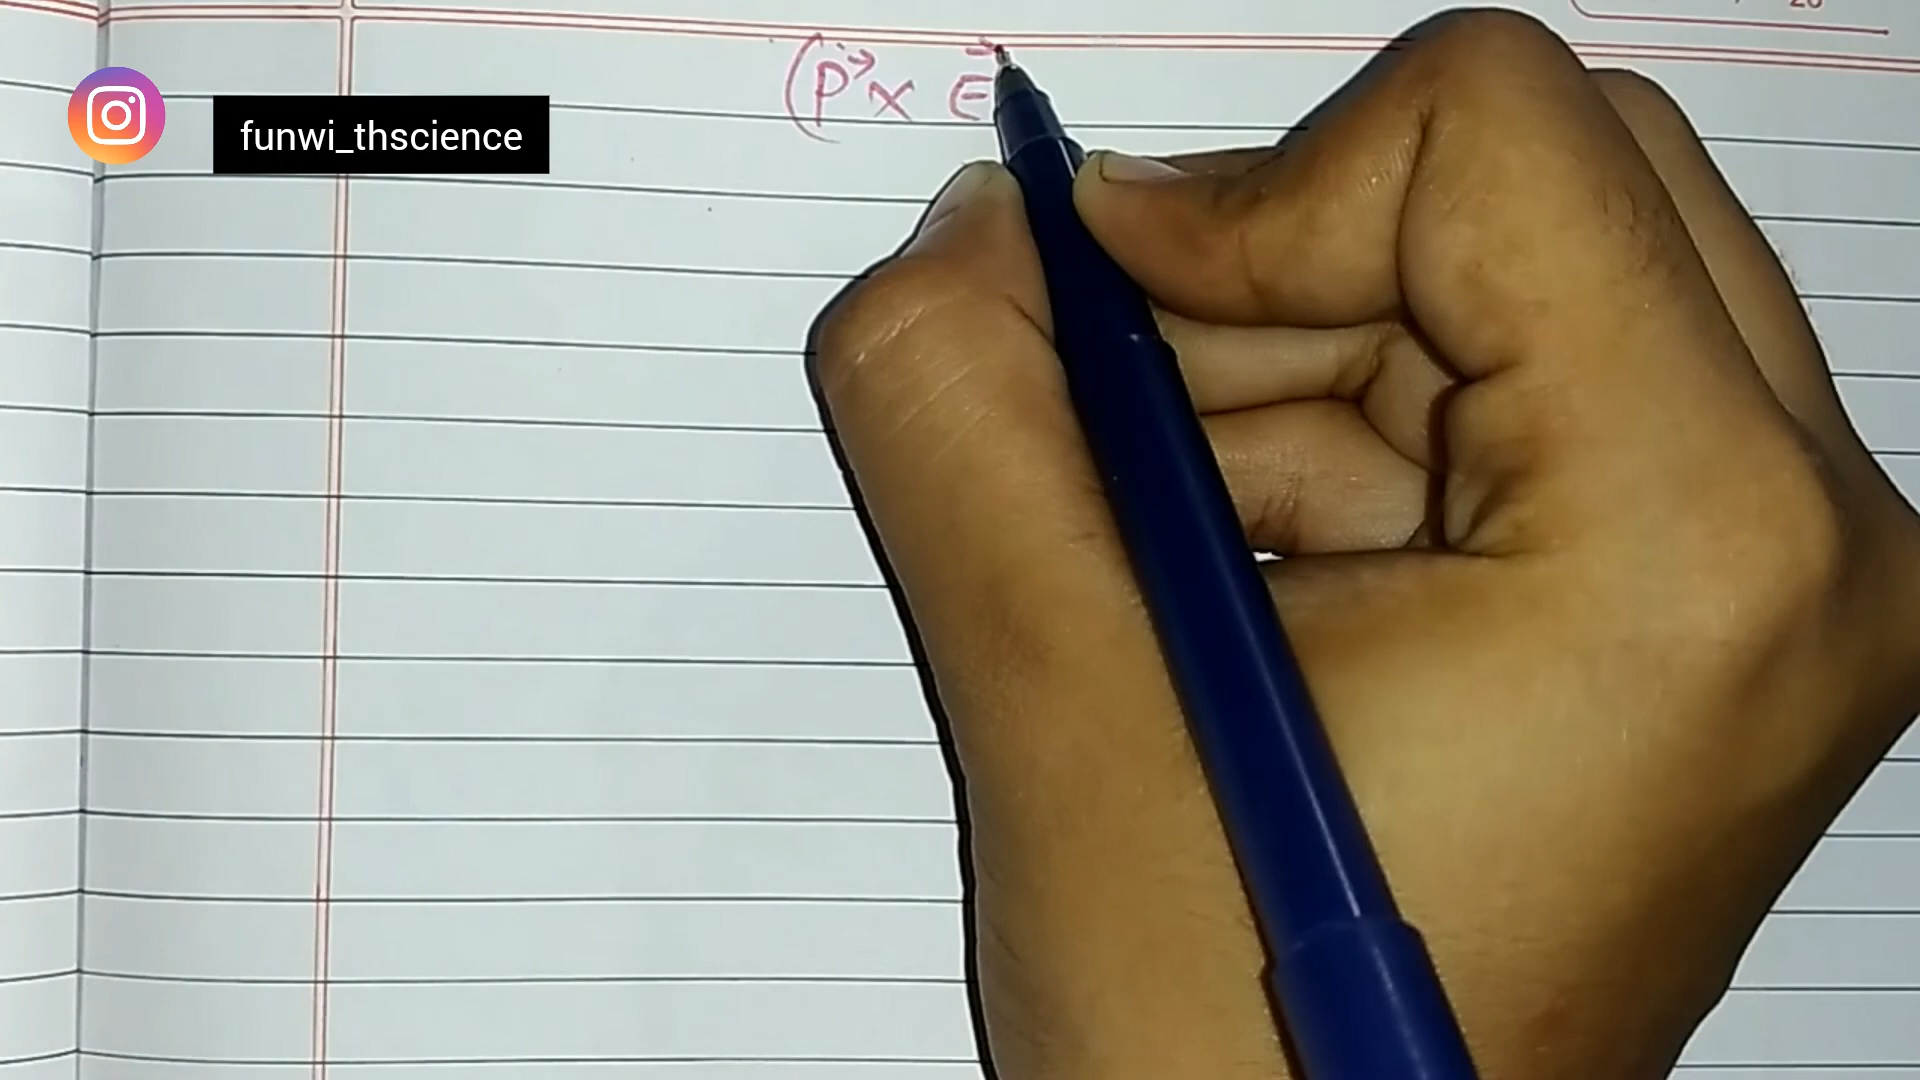 (P⃗ x E⃗
funwi_thscience